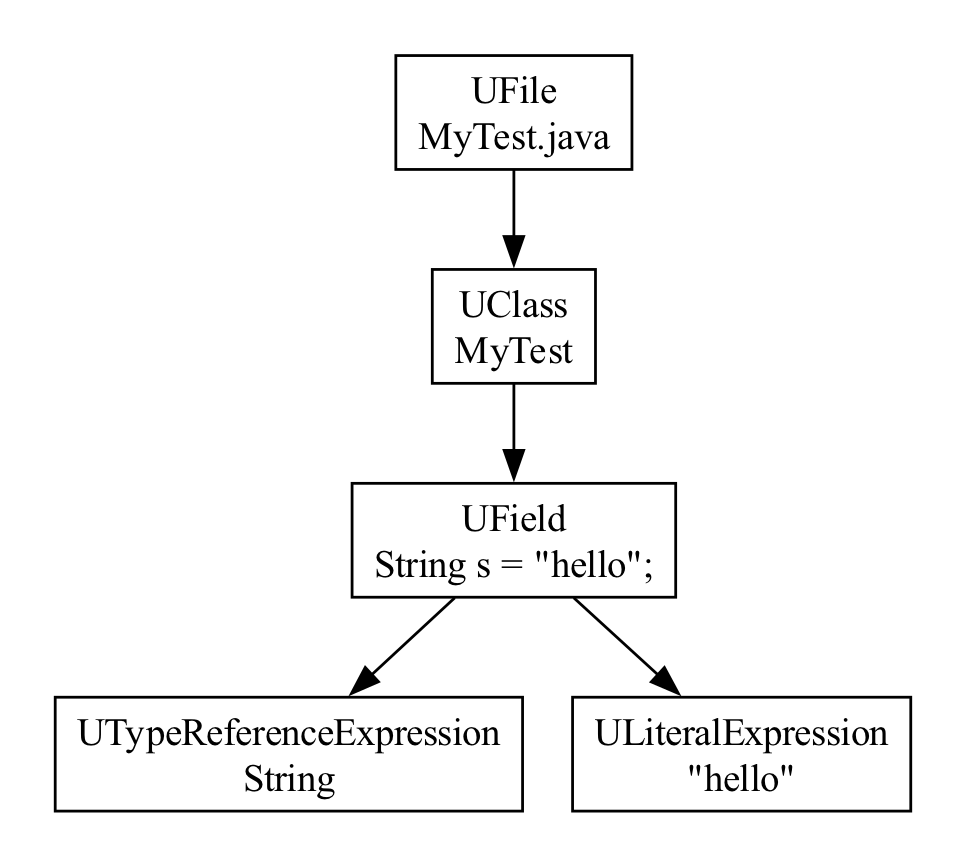 UFile
MyTest.java
UClass
MyTest
UField
String s = "hello";
UTypeReferenceExpression
String
ULiteralExpression
"hello"